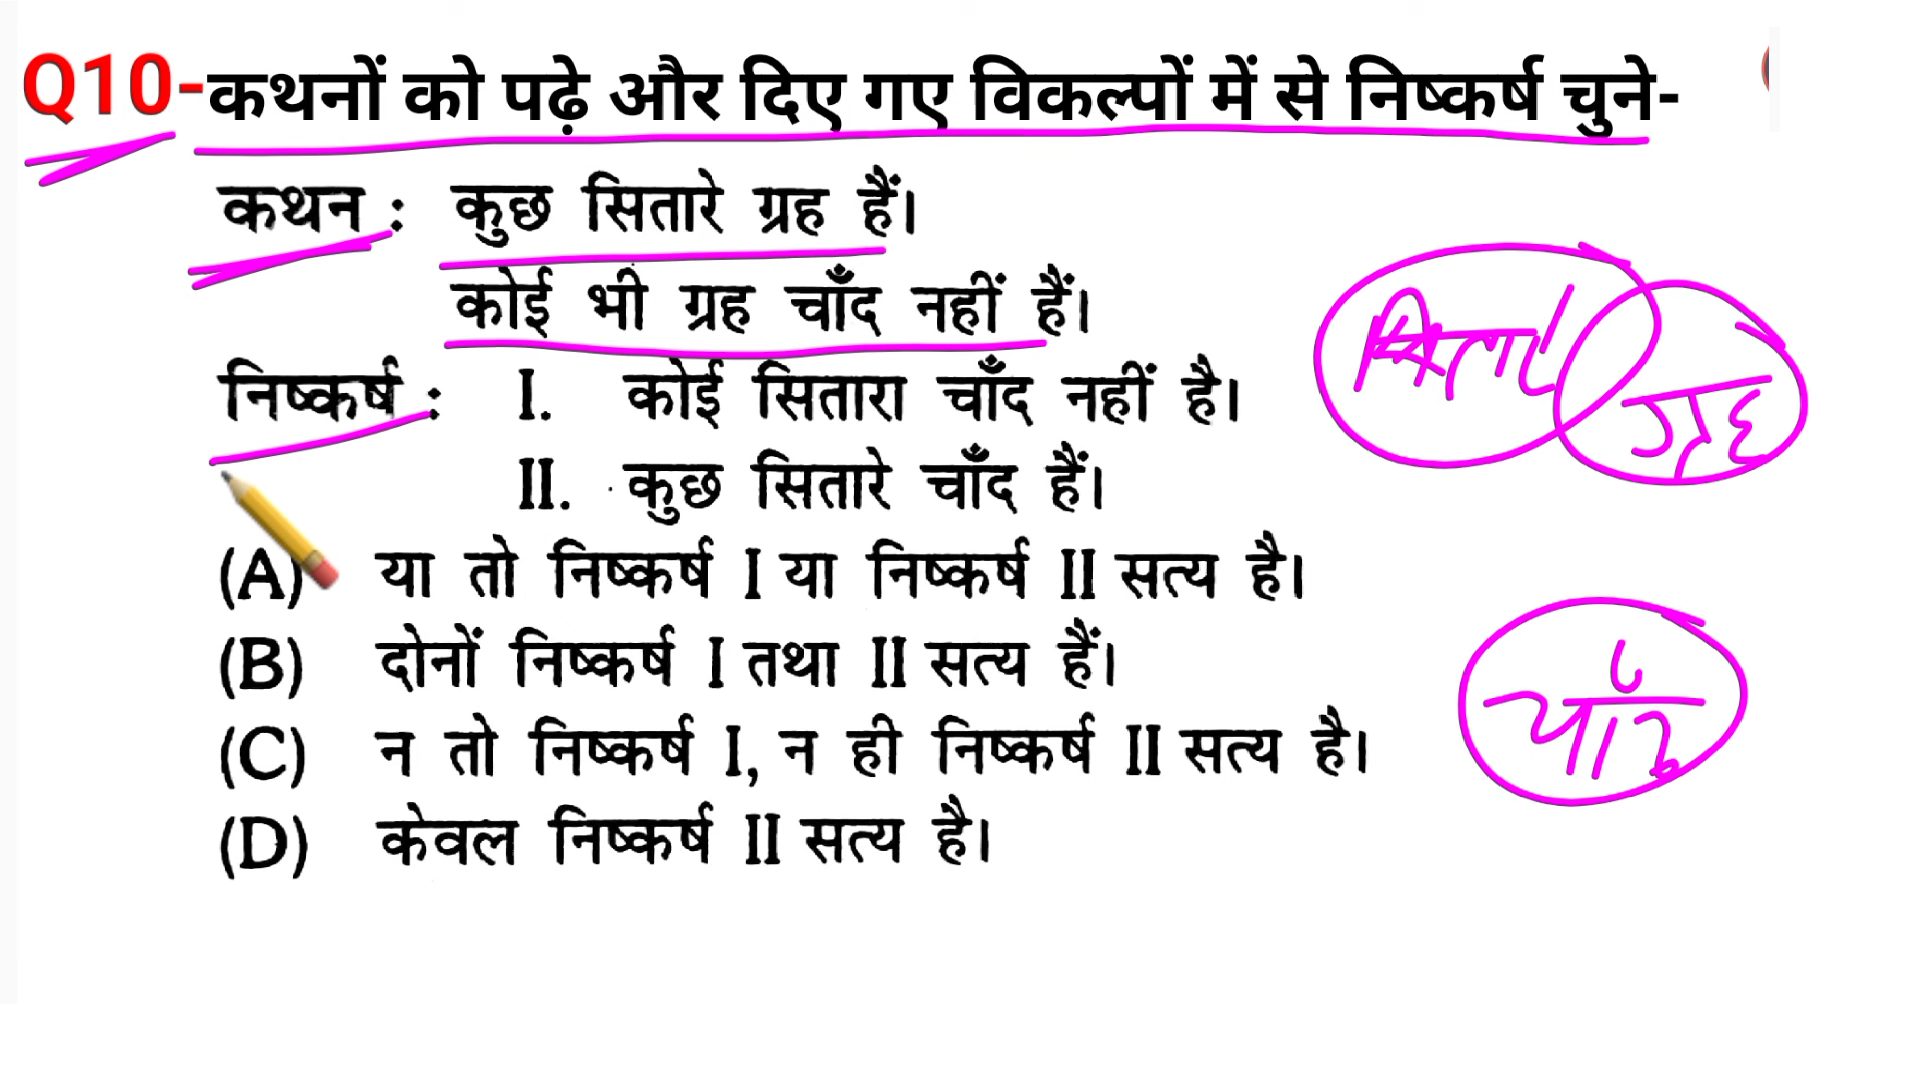 Q10-कथनों को पढ़े और दिए गए विकल्पों में से निष्कर्ष चुने-
कथन : कुछ सितारे ग्रह हैं।
कोई भी ग्रह चाँद नहीं हैं।
निष्कर्ष : I. कोई सितारा चाँद नहीं है।
II. कुछ सितारे चाँद हैं।
(A) या तो निष्कर्ष I या निष्कर्ष II सत्य है।
(B) दोनों निष्कर्ष I तथा II सत्य हैं।
(C) न तो निष्कर्ष I, न ही निष्कर्ष II सत्य है।
(D) केवल निष्कर्ष II सत्य है।
सितारे
ग्रह
चाँद